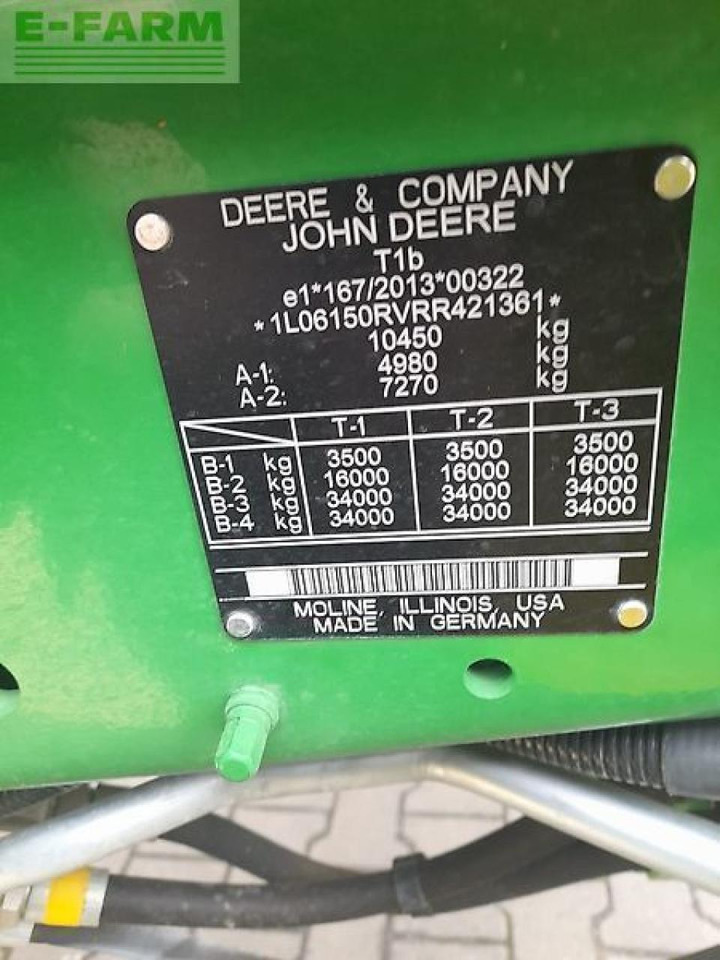 E-FARM
DEERE & COMPANY
JOHN DEERE
T1b
e1*167/2013*00322
*1L06150RVRR421361*
10450 kg
A-1: 4980 kg
A-2: 7270 kg
T-1 T-2 T-3
B-1 kg 3500 3500 3500
B-2 kg 16000 16000 16000
B-3 kg 34000 34000 34000
B-4 kg 34000 34000 34000
MOLINE, ILLINOIS, USA
MADE IN GERMANY